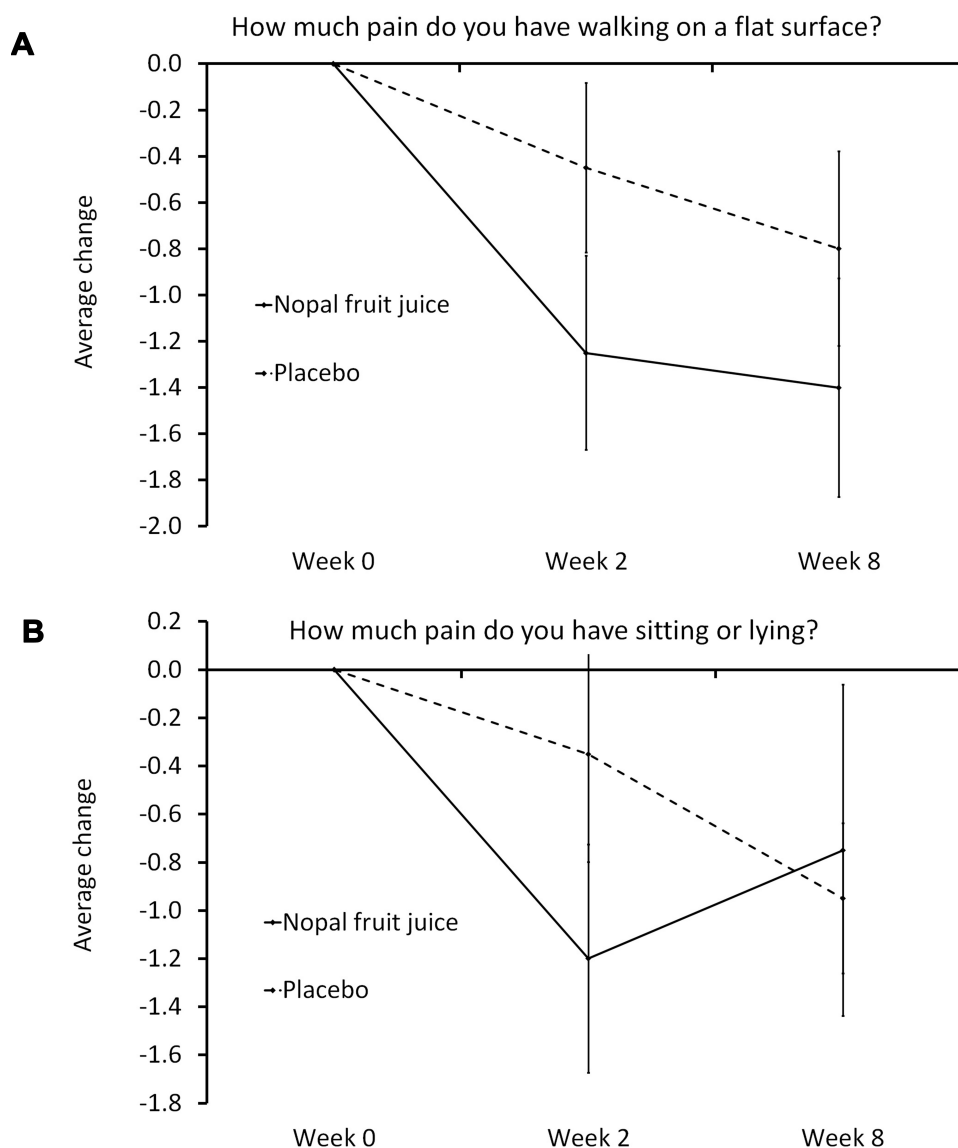 A
How much pain do you have walking on a flat surface?
0.0
-0.2
-0.4
-0.6
-0.8
-1.0
-1.2
-1.4
-1.6
-1.8
-2.0
Average change
Nopal fruit juice
Placebo
Week 0
Week 2
Week 8
B
How much pain do you have sitting or lying?
0.2
0.0
-0.2
-0.4
-0.6
-0.8
-1.0
-1.2
-1.4
-1.6
-1.8
Average change
Nopal fruit juice
Placebo
Week 0
Week 2
Week 8